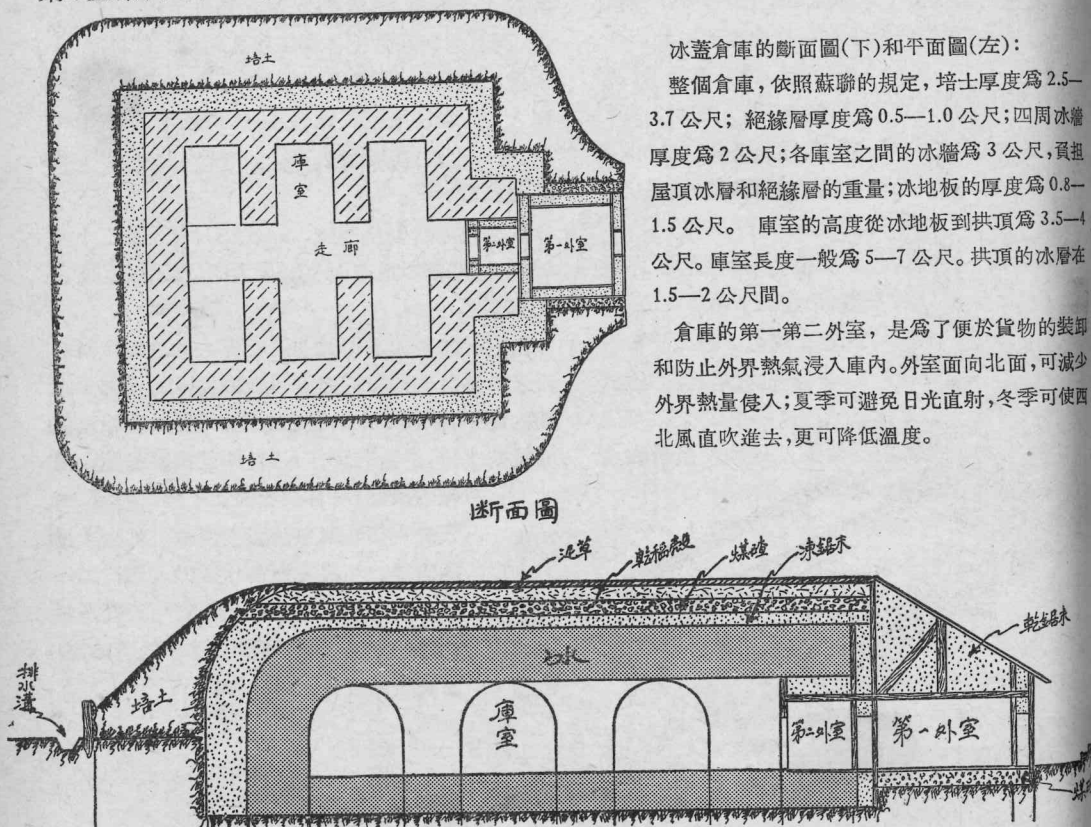 冰蓋倉庫的斷面圖(下)和平面圖(左):
整個倉庫,依照蘇聯的規定,培士厚度爲2.5—
3.7公尺;絕緣層厚度爲0.5—1.0公尺;四周冰牆
厚度爲2公尺;各庫室之間的冰牆爲3公尺,負担
屋頂冰層和絕緣層的重量;冰地板的厚度爲0.8—
1.5公尺。 庫室的高度從冰地板到拱頂爲3.5—4
公尺。庫室長度一般爲5—7公尺。拱頂的冰層在
1.5—2公尺間。
倉庫的第一第二外室,是爲了便於貨物的裝卸
和防止外界熱氣浸入庫內。外室面向北面,可減少
外界熱量侵入;夏季可避免日光直射,冬季可使西
北風直吹進去,更可降低溫度。
培土
庫室
走廊
第二外室
第一外室
培土
断面圖
泥草
乾稻殼
煤碴
凍鋸末
乾鋸末
冰
排水溝
培土
庫室
第二外室
第一外室